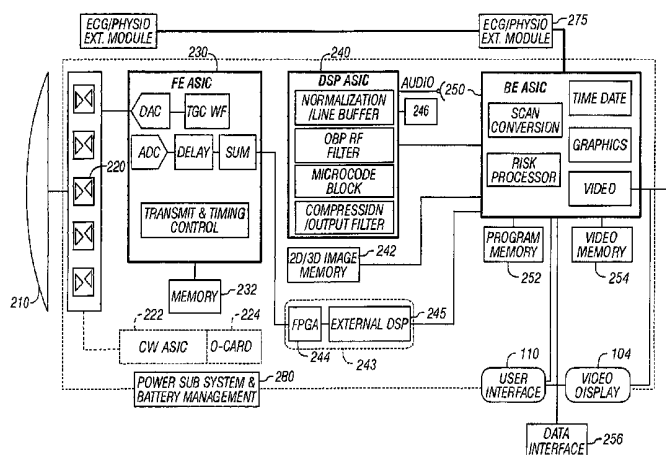 ECG/PHYSIO
EXT. MODULE
ECG/PHYSIO
EXT. MODULE
275
230
240
FE ASIC
DAC
TGC WF
ADC
DELAY
SUM
TRANSMIT & TIMING
CONTROL
220
210
MEMORY
232
222
224
CW ASIC
O-CARD
POWER SUB SYSTEM &
BATTERY MANAGEMENT
280
DSP ASIC
NORMALIZATION
/LINE BUFFER
OBP RF
FILTER
MICROCODE
BLOCK
COMPRESSION
/OUTPUT FILTER
AUDIO
250
246
2D/3D IMAGE
MEMORY
242
FPGA
EXTERNAL DSP
245
244
243
BE ASIC
TIME DATE
SCAN
CONVERSION
GRAPHICS
RISK
PROCESSOR
VIDEO
PROGRAM
MEMORY
VIDEO
MEMORY
252
254
110
104
USER
INTERFACE
VIDEO
DISPLAY
DATA
INTERFACE
256